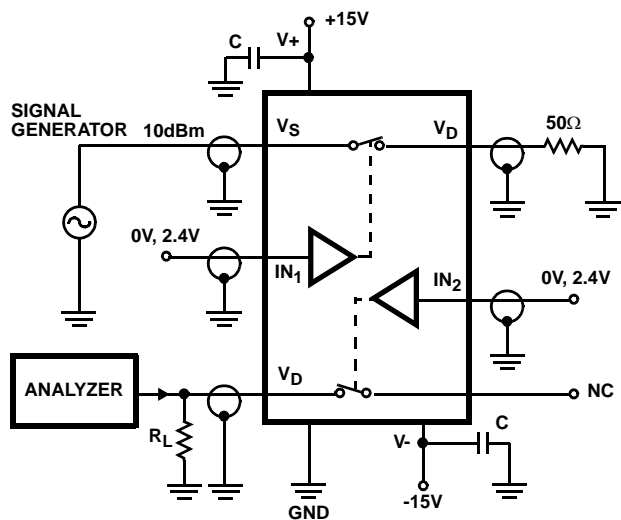 +15V
C
V+
SIGNAL
GENERATOR
10dBm
VS
VD
50Ω
0V, 2.4V
IN1
IN2
0V, 2.4V
ANALYZER
VD
NC
RL
V-
C
GND
-15V